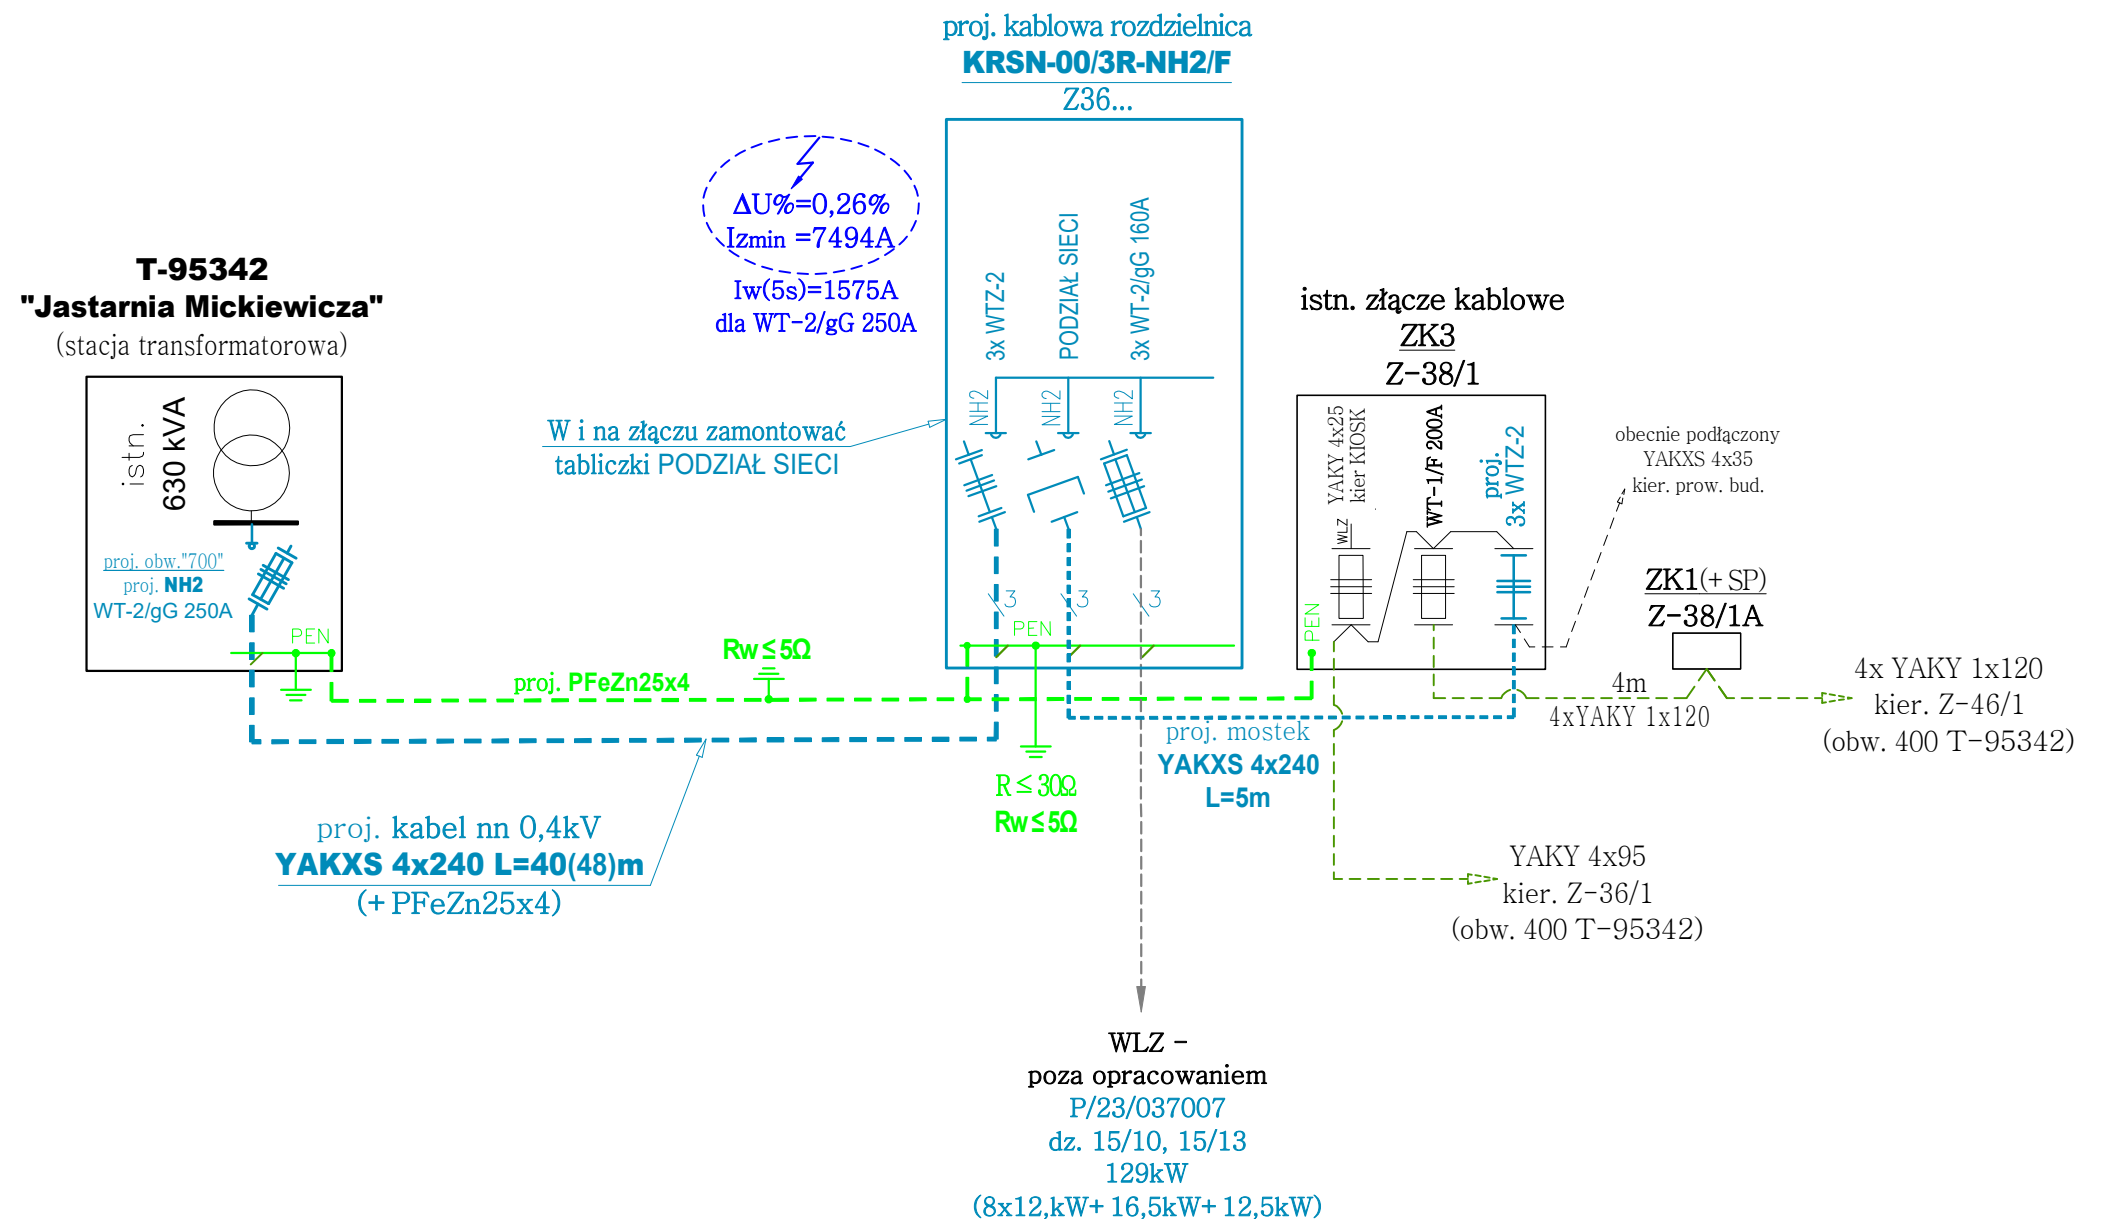 proj. kablowa rozdzielnica
KRSN-00/3R-NH2/F
Z36...
ΔU%=0,26%
Izmin =7494A
Iw(5s)=1575A
dla WT-2/gG 250A
3x WTZ-2
PODZIAŁ SIECI
3x WT-2/gG 160A
NH2
NH2
NH2
3
3
3
PEN
W i na złączu zamontować
tabliczki PODZIAŁ SIECI
T-95342
"Jastarnia Mickiewicza"
(stacja transformatorowa)
istn.
630 kVA
proj. obw."700"
proj. NH2
WT-2/gG 250A
PEN
proj. PFeZn25x4
Rw≤5Ω
R≤30Ω
Rw≤5Ω
proj. kabel nn 0,4kV
YAKXS 4x240 L=40(48)m
(+PFeZn25x4)
istn. złącze kablowe
ZK3
Z-38/1
YAKY 4x25
kier KIOSK
WLZ
WT-1/F 200A
proj.
3x WTZ-2
PEN
obecnie podłączony
YAKXS 4x35
kier. prow. bud.
ZK1(+SP)
Z-38/1A
4m
4xYAKY 1x120
4x YAKY 1x120
kier. Z-46/1
(obw. 400 T-95342)
proj. mostek
YAKXS 4x240
L=5m
YAKY 4x95
kier. Z-36/1
(obw. 400 T-95342)
WLZ -
poza opracowaniem
P/23/037007
dz. 15/10, 15/13
129kW
(8x12,kW+16,5kW+12,5kW)